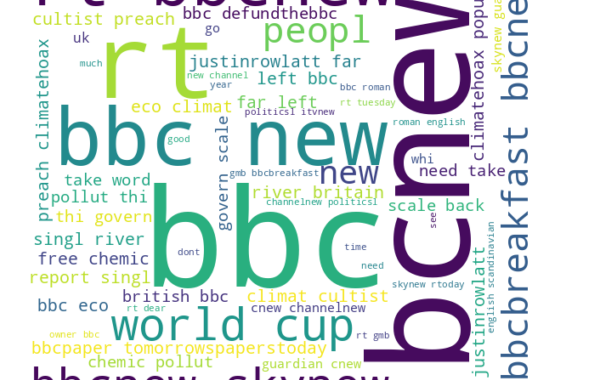 rt bbcnew
cultist preach
bbc defundthebbc
go
peopl
uk
rt
justinrowlatt far
much
new channel
left bbc
year
bbc roman
eco climat
far left
rt tuesday
politicsl itvnew
roman english
bbc
good
new
govern scale
whi
need take
gmb bbcbreakfast
new
take word
river britain
pollut thi
channelnew politicsl
scale back
thi govern
bbc
see
singl river
dont
time
free chemic
need
report singl
skynew rtoday
british bbc
climat cultist
bbc eco
rt dear
cnew channelnew
world cup
rt gmb
owner bbc
bbcpaper tomorrowspaperstoday
chemic pollut
guardian cnew
bbcnew skynew
preach climatehoax
bbcnew
climatehoax popu
skynew gua
bbcbreakfast bbcne
justinrowlatt
english scandinavian